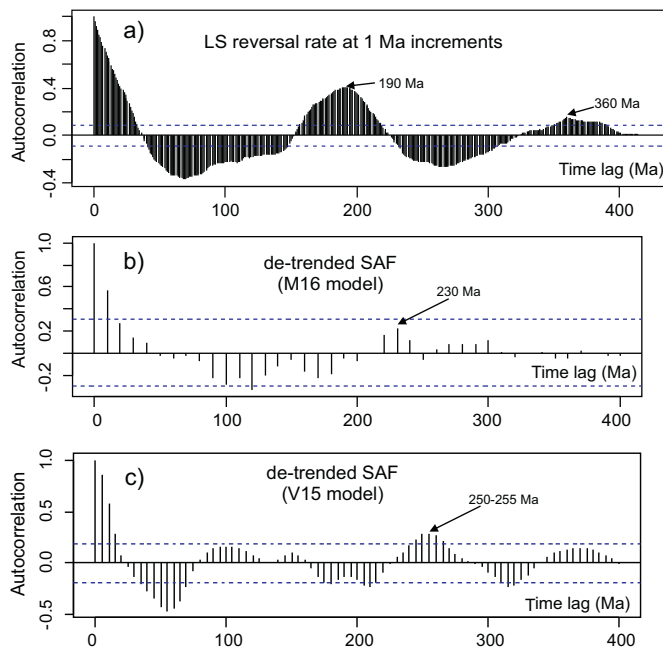 a)
LS reversal rate at 1 Ma increments
190 Ma
360 Ma
Autocorrelation
0.8
0.4
0.0
-0.4
Time lag (Ma)
0 100 200 300 400
b)
de-trended SAF
(M16 model)
230 Ma
Autocorrelation
1.0
0.6
0.2
-0.2
Time lag (Ma)
0 100 200 300 400
c)
de-trended SAF
(V15 model)
250-255 Ma
Autocorrelation
1.0
0.5
0.0
-0.5
Time lag (Ma)
0 100 200 300 400